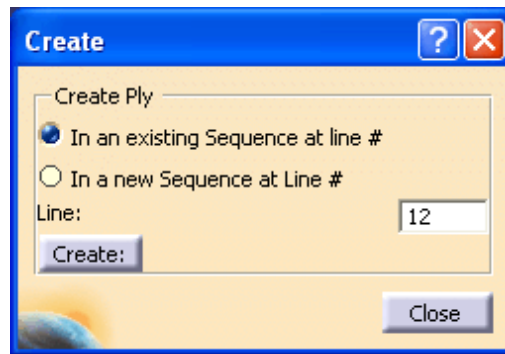 Create
?
X
Create Ply
In an existing Sequence at line #
In a new Sequence at Line #
Line:
12
Create:
Close